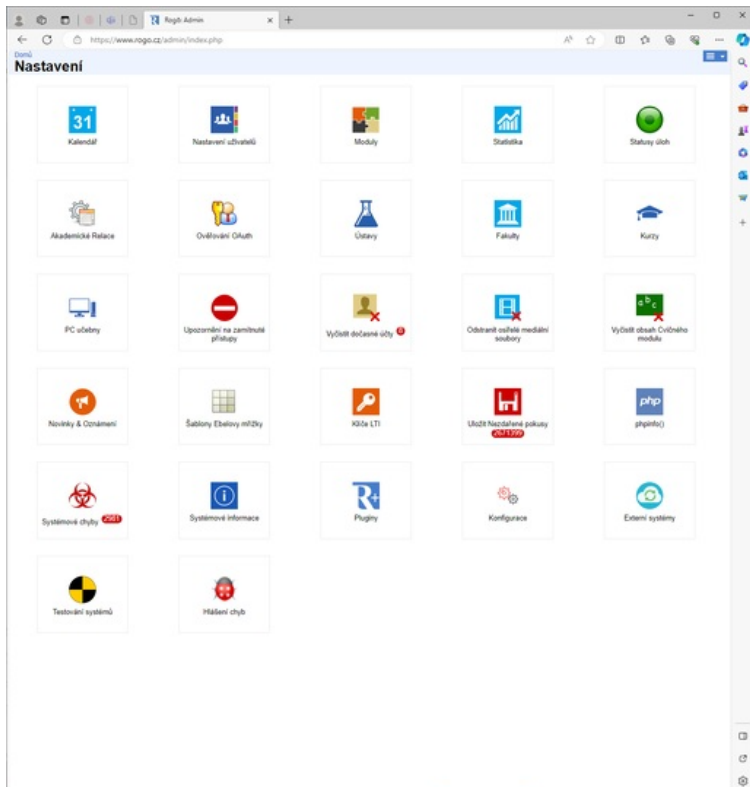 Rogō: Admin
https://www.rogo.cz/admin/index.php
Domů
Nastavení
31
Kalendář
Nastavení uživatelů
Moduly
Statistika
Statusy úloh
Akademické Relace
Ověřování OAuth
Ústavy
Fakulty
Kurzy
PC učebny
Upozornění na zamítnuté
přístupy
Vyčistit dočasné účty
Odstranit osiřelé mediální
soubory
a b c
Vyčistit obsah Cvičného
modulu
Novinky & Oznámení
Šablony Ebelovy mřížky
Klíče LTI
Uložit Nezdařené pokusy
2671399
php
phpinfo()
Systémové chyby 2981
Systémové informace
R+
Pluginy
Konfigurace
Externí systémy
Testování systémů
Hlášení chyb